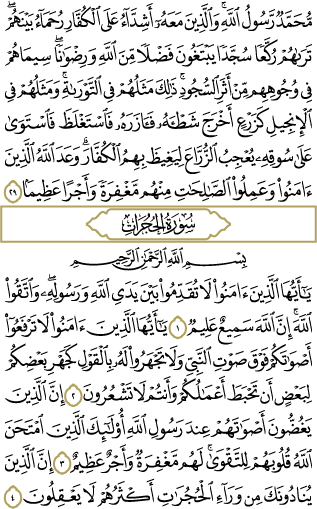 مُّحَمَّدٌ رَّسُولُ ٱللَّهِ ۚ وَٱلَّذِينَ مَعَهُۥٓ أَشِدَّآءُ عَلَى ٱلْكُفَّارِ رُحَمَآءُ بَيْنَهُمْ ۖ
تَرَىٰهُمْ رُكَّعًا سُجَّدًا يَبْتَغُونَ فَضْلًا مِّنَ ٱللَّهِ وَرِضْوَٰنًا ۖ سِيمَاهُمْ
فِى وُجُوهِهِم مِّنْ أَثَرِ ٱلسُّجُودِ ۚ ذَٰلِكَ مَثَلُهُمْ فِى ٱلتَّوْرَىٰةِ ۚ وَمَثَلُهُمْ فِى
ٱلْإِنجِيلِ كَزَرْعٍ أَخْرَجَ شَطْـَٔهُۥ فَـَٔازَرَهُۥ فَٱسْتَغْلَظَ فَٱسْتَوَىٰ
عَلَىٰ سُوقِهِۦ يُعْجِبُ ٱلزُّرَّاعَ لِيَغِيظَ بِهِمُ ٱلْكُفَّارَ ۗ وَعَدَ ٱللَّهُ ٱلَّذِينَ
ءَامَنُوا۟ وَعَمِلُوا۟ ٱلصَّٰلِحَٰتِ مِنْهُم مَّغْفِرَةً وَأَجْرًا عَظِيمًۢا ٢٩
سُورَةُ الحُجُرَاتِ
بِسْمِ ٱللَّهِ ٱلرَّحْمَٰنِ ٱلرَّحِيمِ
يَٰٓأَيُّهَا ٱلَّذِينَ ءَامَنُوا۟ لَا تُقَدِّمُوا۟ بَيْنَ يَدَىِ ٱللَّهِ وَرَسُولِهِۦ ۖ وَٱتَّقُوا۟
ٱللَّهَ ۚ إِنَّ ٱللَّهَ سَمِيعٌ عَلِيمٌ ١ يَٰٓأَيُّهَا ٱلَّذِينَ ءَامَنُوا۟ لَا تَرْفَعُوٓا۟
أَصْوَٰتَكُمْ فَوْقَ صَوْتِ ٱلنَّبِىِّ وَلَا تَجْهَرُوا۟ لَهُۥ بِٱلْقَوْلِ كَجَهْرِ بَعْضِكُمْ
لِبَعْضٍ أَن تَحْبَطَ أَعْمَٰلُكُمْ وَأَنتُمْ لَا تَشْعُرُونَ ٢ إِنَّ ٱلَّذِينَ
يَغُضُّونَ أَصْوَٰتَهُمْ عِندَ رَسُولِ ٱللَّهِ أُو۟لَٰٓئِكَ ٱلَّذِينَ ٱمْتَحَنَ
ٱللَّهُ قُلُوبَهُمْ لِلتَّقْوَىٰ ۚ لَهُم مَّغْفِرَةٌ وَأَجْرٌ عَظِيمٌ ٣ إِنَّ ٱلَّذِينَ
يُنَادُونَكَ مِن وَرَآءِ ٱلْحُجُرَٰتِ أَكْثَرُهُمْ لَا يَعْقِلُونَ ٤